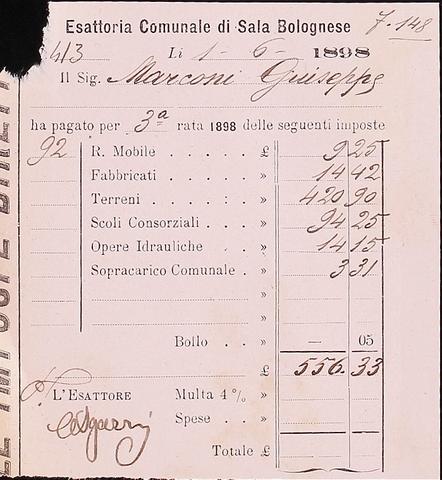 Esattoria Comunale di Sala Bolognese 7.148
413 Li 1 - 6 - 1898
Il Sig. Marconi Giuseppe
ha pagato per 3a rata 1898 delle seguenti imposte
92 R. Mobile . . . . . £ 9 25
Fabbricati . . . . . » 14 42
Terreni . . . . . » 420 90
Scoli Consorziali . . . » 94 25
Opere Idrauliche . . » 14 15
Sopracarico Comunale . » 3 31
»
»
Bollo . . » — 05
£ 556. 33
L'ESATTORE Multa 4 % . »
Spese . . »
Totale £